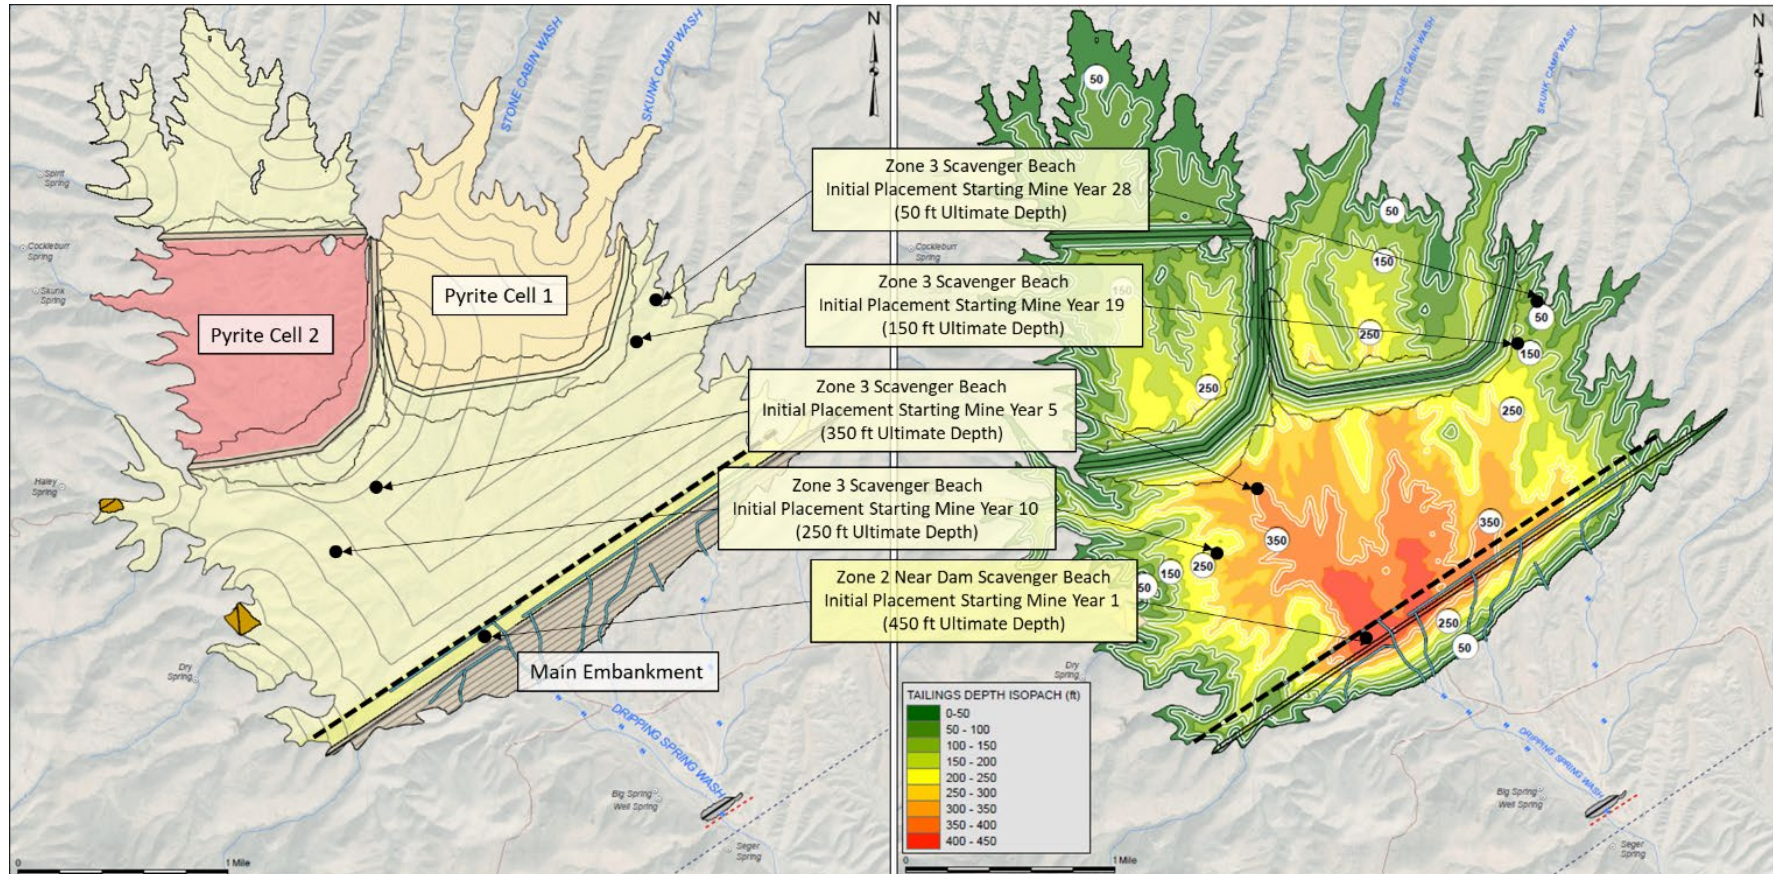 N
STONE CABIN WASH
SKUNK CAMP WASH
Spirit
Spring
Cockleburr
Spring
Skunk
Spring
Haley
Spring
Dry
Spring
Pyrite Cell 1
Pyrite Cell 2
Main Embankment
DRIPPING SPRING WASH
Big Spring
Well Spring
Seger
Spring
0
1 Mile
Zone 3 Scavenger Beach
Initial Placement Starting Mine Year 28
(50 ft Ultimate Depth)
Zone 3 Scavenger Beach
Initial Placement Starting Mine Year 19
(150 ft Ultimate Depth)
Zone 3 Scavenger Beach
Initial Placement Starting Mine Year 5
(350 ft Ultimate Depth)
Zone 3 Scavenger Beach
Initial Placement Starting Mine Year 10
(250 ft Ultimate Depth)
Zone 2 Near Dam Scavenger Beach
Initial Placement Starting Mine Year 1
(450 ft Ultimate Depth)
N
STONE CABIN WASH
SKUNK CAMP WASH
Cockleburr
Spring
50
50
150
150
250
50
150
250
250
350
350
250
150
50
250
50
Dry
Spring
DRIPPING SPRING WASH
Big Spring
Well Spring
Seger
Spring
TAILINGS DEPTH ISOPACH (ft)
0-50
50 - 100
100 - 150
150 - 200
200 - 250
250 - 300
300 - 350
350 - 400
400 - 450
0
1 Mile